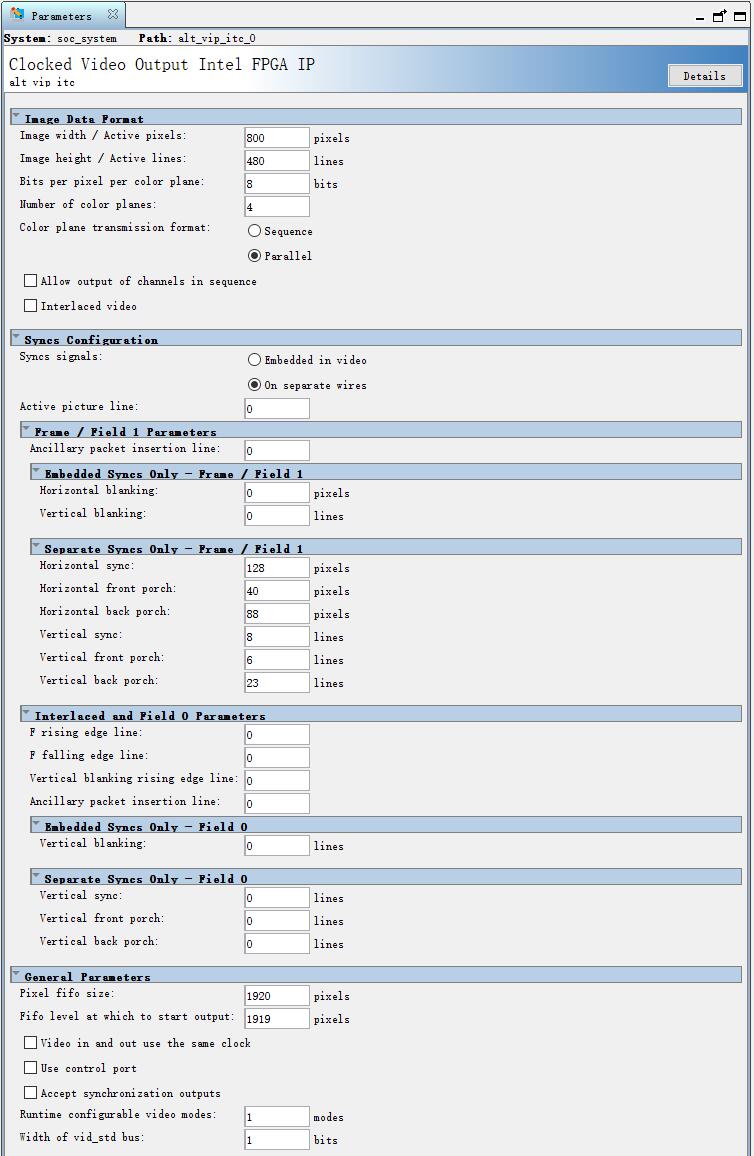 Parameters
System: soc_system Path: alt_vip_itc_0
Clocked Video Output Intel FPGA IP
alt_vip_itc
Details
Image Data Format
Image width / Active pixels: 800 pixels
Image height / Active lines: 480 lines
Bits per pixel per color plane: 8 bits
Number of color planes: 4
Color plane transmission format: Sequence
Parallel
Allow output of channels in sequence
Interlaced video
Syncs Configuration
Syncs signals: Embedded in video
On separate wires
Active picture line: 0
Frame / Field 1 Parameters
Ancillary packet insertion line: 0
Embedded Syncs Only - Frame / Field 1
Horizontal blanking: 0 pixels
Vertical blanking: 0 lines
Separate Syncs Only - Frame / Field 1
Horizontal sync: 128 pixels
Horizontal front porch: 40 pixels
Horizontal back porch: 88 pixels
Vertical sync: 8 lines
Vertical front porch: 6 lines
Vertical back porch: 23 lines
Interlaced and Field 0 Parameters
F rising edge line: 0
F falling edge line: 0
Vertical blanking rising edge line: 0
Ancillary packet insertion line: 0
Embedded Syncs Only - Field 0
Vertical blanking: 0 lines
Separate Syncs Only - Field 0
Vertical sync: 0 lines
Vertical front porch: 0 lines
Vertical back porch: 0 lines
General Parameters
Pixel fifo size: 1920 pixels
Fifo level at which to start output: 1919 pixels
Video in and out use the same clock
Use control port
Accept synchronization outputs
Runtime configurable video modes: 1 modes
Width of vid_std bus: 1 bits